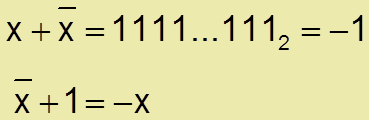 x + x̅ = 1111...111₂ = −1
x̅ + 1 = −x